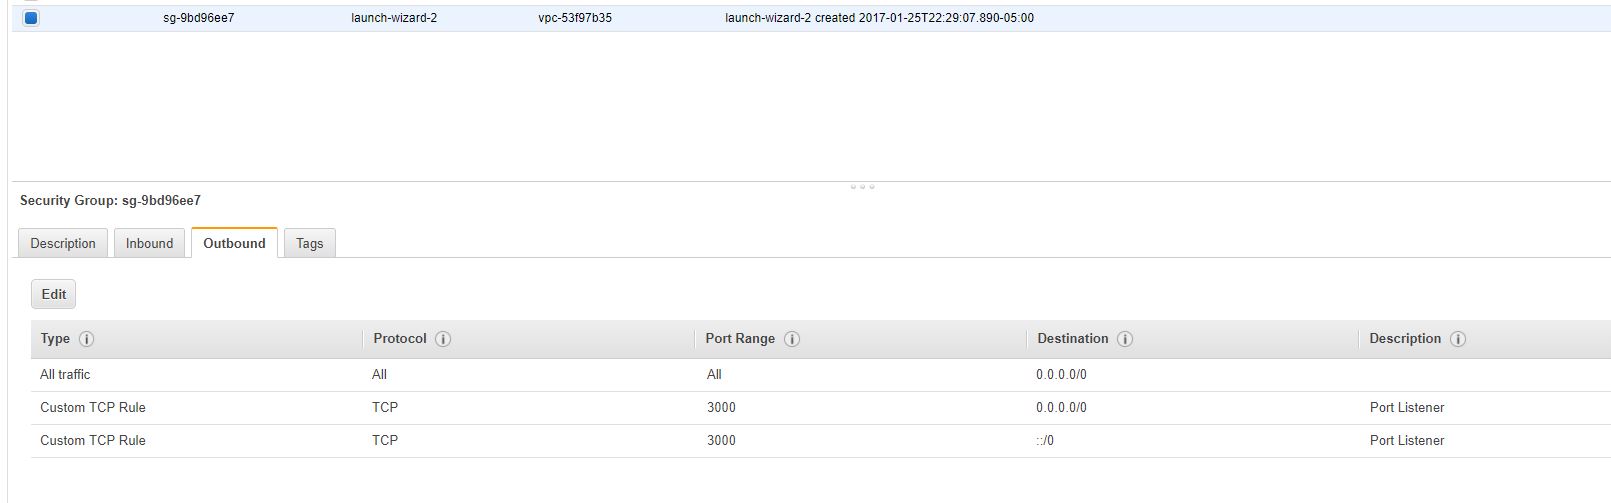 sg-9bd96ee7 launch-wizard-2 vpc-53f97b35 launch-wizard-2 created 2017-01-25T22:29:07.890-05:00
Security Group: sg-9bd96ee7
Description Inbound Outbound Tags
Edit
Type Protocol Port Range Destination Description
All traffic All All 0.0.0.0/0
Custom TCP Rule TCP 3000 0.0.0.0/0 Port Listener
Custom TCP Rule TCP 3000 ::/0 Port Listener